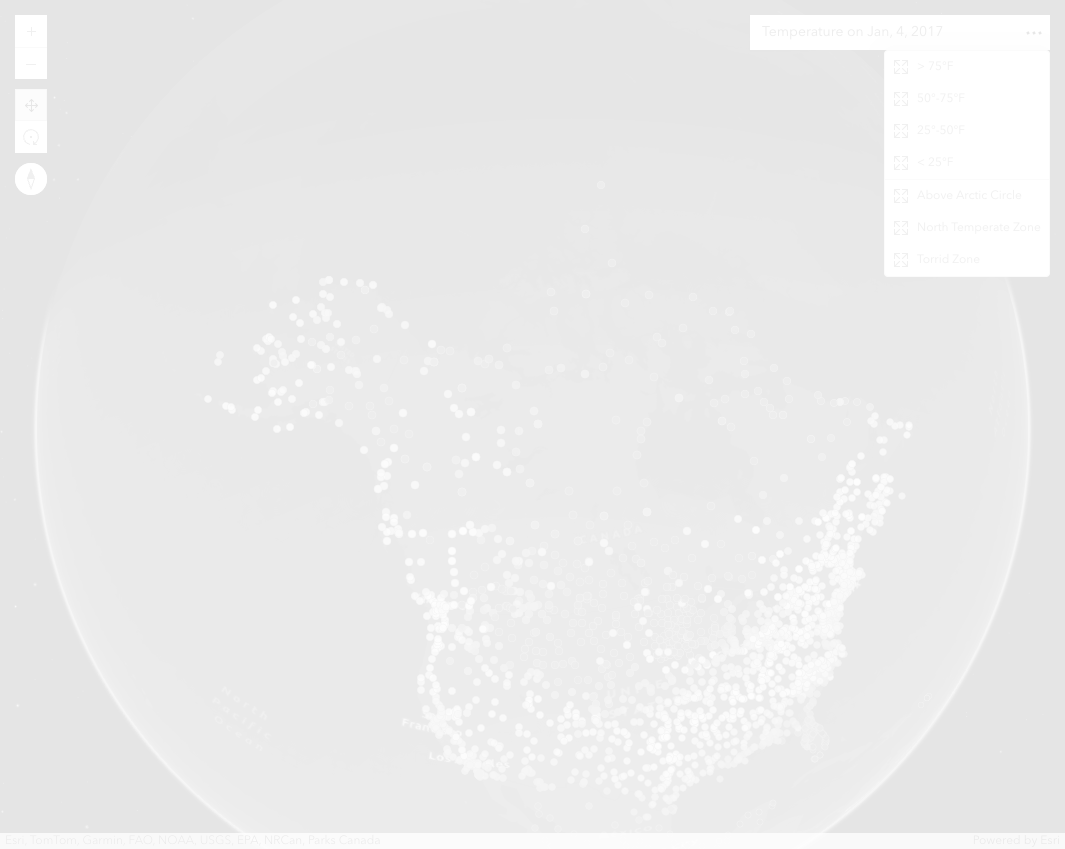 Temperature on Jan, 4, 2017
> 75°F
50°-75°F
25°-50°F
< 25°F
Above Arctic Circle
North Temperate Zone
Torrid Zone
Esri, TomTom, Garmin, FAO, NOAA, USGS, EPA, NRCan, Parks Canada
Powered by Esri